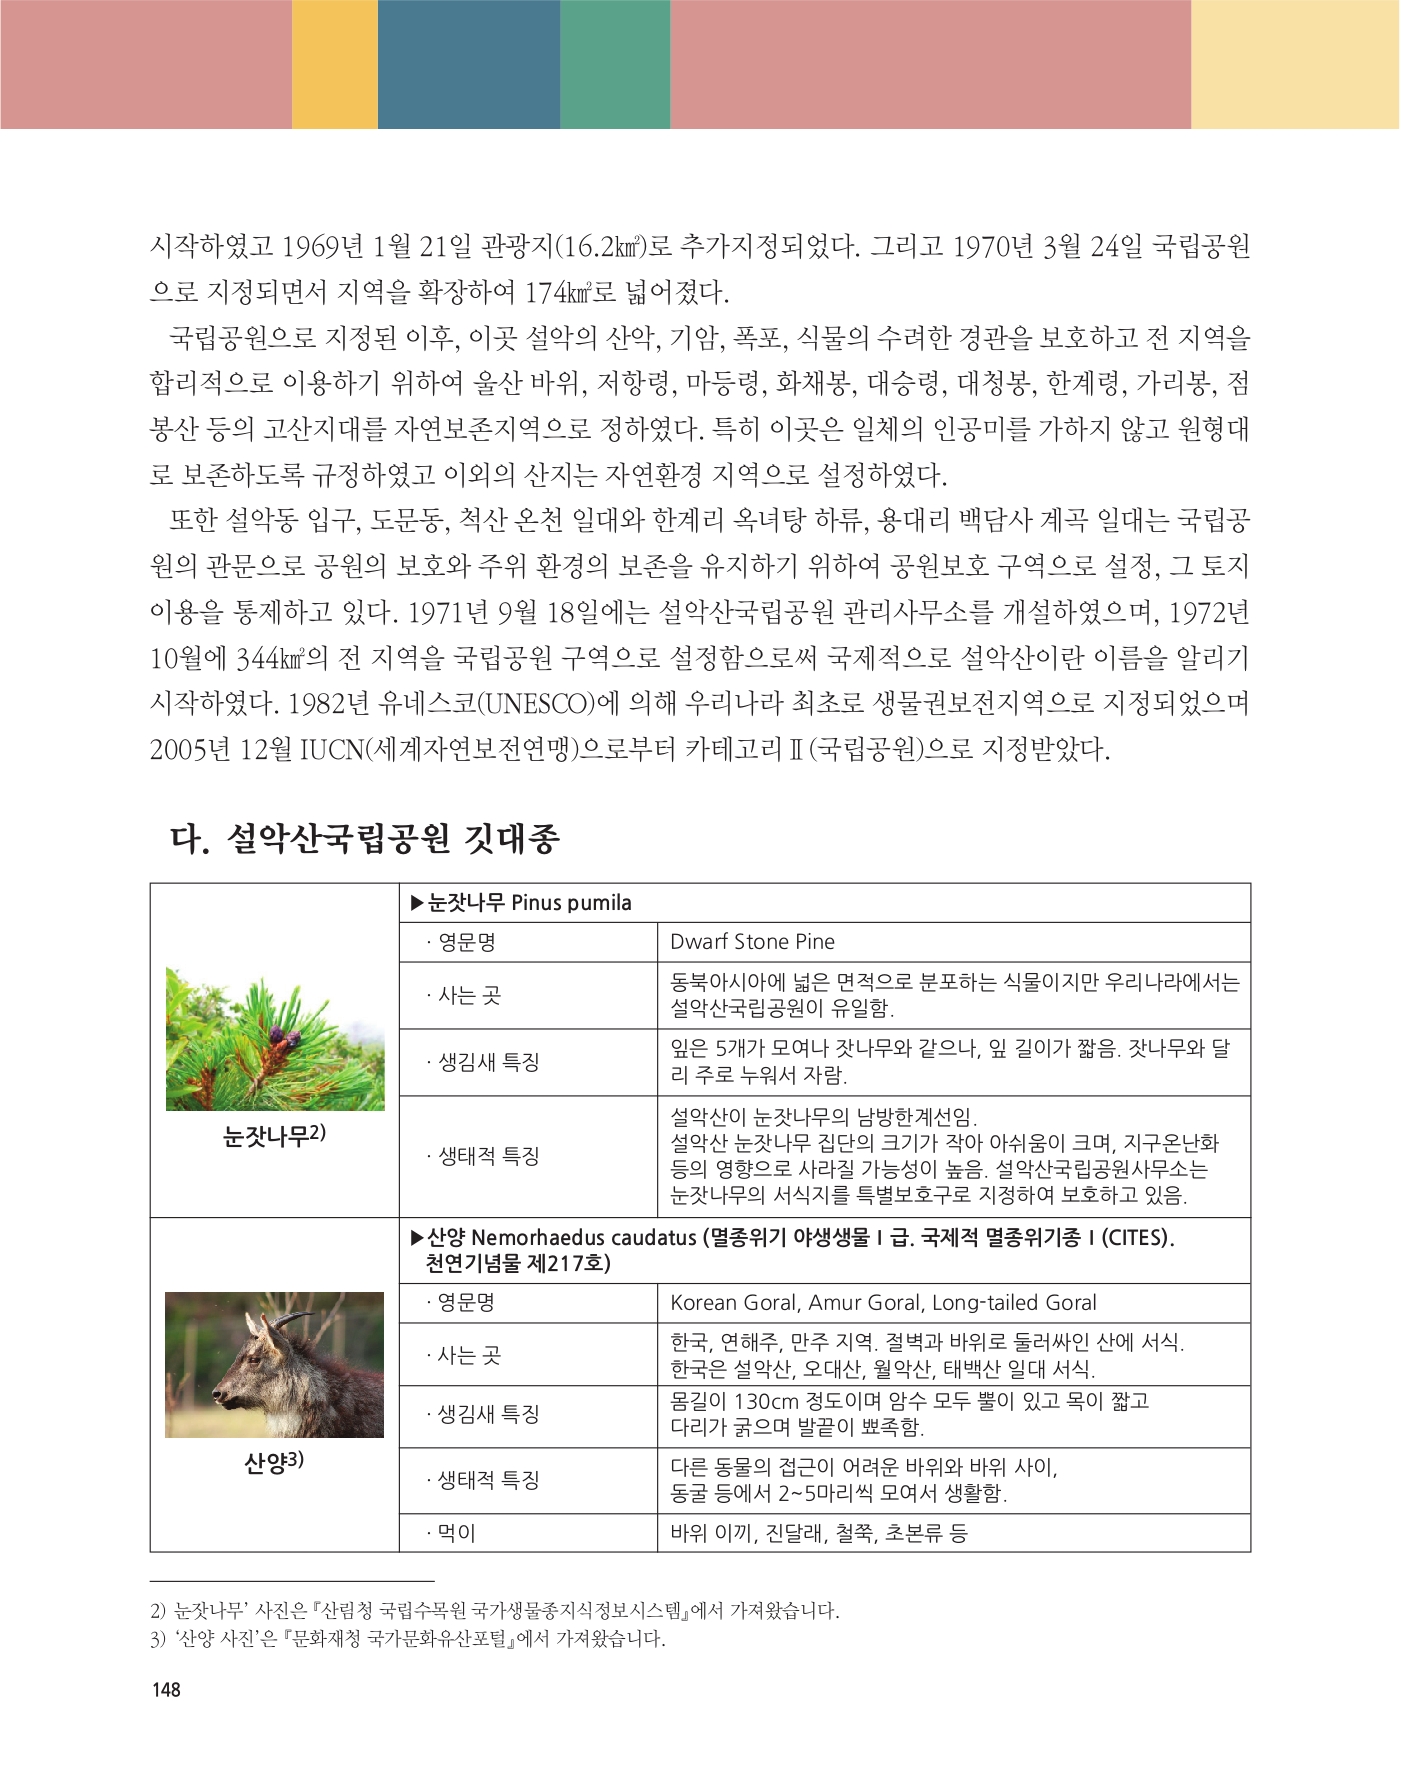 시작하였고 1969년 1월 21일 관광지(16.2㎢)로 추가지정되었다. 그리고 1970년 3월 24일 국립공원
으로 지정되면서 지역을 확장하여 174㎢로 넓어졌다.
국립공원으로 지정된 이후, 이곳 설악의 산악, 기암, 폭포, 식물의 수려한 경관을 보호하고 전 지역을
합리적으로 이용하기 위하여 울산 바위, 저항령, 마등령, 화채봉, 대승령, 대청봉, 한계령, 가리봉, 점
봉산 등의 고산지대를 자연보존지역으로 정하였다. 특히 이곳은 일체의 인공미를 가하지 않고 원형대
로 보존하도록 규정하였고 이외의 산지는 자연환경 지역으로 설정하였다.
또한 설악동 입구, 도문동, 척산 온천 일대와 한계리 옥녀탕 하류, 용대리 백담사 계곡 일대는 국립공
원의 관문으로 공원의 보호와 주위 환경의 보존을 유지하기 위하여 공원보호 구역으로 설정, 그 토지
이용을 통제하고 있다. 1971년 9월 18일에는 설악산국립공원 관리사무소를 개설하였으며, 1972년
10월에 344㎢의 전 지역을 국립공원 구역으로 설정함으로써 국제적으로 설악산이란 이름을 알리기
시작하였다. 1982년 유네스코(UNESCO)에 의해 우리나라 최초로 생물권보전지역으로 지정되었으며
2005년 12월 IUCN(세계자연보전연맹)으로부터 카테고리Ⅱ(국립공원)으로 지정받았다.
다. 설악산국립공원 깃대종
눈잣나무2)
▶눈잣나무 Pinus pumila
· 영문명
Dwarf Stone Pine
· 사는 곳
동북아시아에 넓은 면적으로 분포하는 식물이지만 우리나라에서는
설악산국립공원이 유일함.
· 생김새 특징
잎은 5개가 모여나 잣나무와 같으나, 잎 길이가 짧음. 잣나무와 달
리 주로 누워서 자람.
· 생태적 특징
설악산이 눈잣나무의 남방한계선임.
설악산 눈잣나무 집단의 크기가 작아 아쉬움이 크며, 지구온난화
등의 영향으로 사라질 가능성이 높음. 설악산국립공원사무소는
눈잣나무의 서식지를 특별보호구로 지정하여 보호하고 있음.
산양3)
▶산양 Nemorhaedus caudatus (멸종위기 야생생물Ⅰ급. 국제적 멸종위기종Ⅰ(CITES).
천연기념물 제217호)
· 영문명
Korean Goral, Amur Goral, Long-tailed Goral
· 사는 곳
한국, 연해주, 만주 지역. 절벽과 바위로 둘러싸인 산에 서식.
한국은 설악산, 오대산, 월악산, 태백산 일대 서식.
· 생김새 특징
몸길이 130cm 정도이며 암수 모두 뿔이 있고 목이 짧고
다리가 굵으며 발끝이 뾰족함.
· 생태적 특징
다른 동물의 접근이 어려운 바위와 바위 사이,
동굴 등에서 2~5마리씩 모여서 생활함.
· 먹이
바위 이끼, 진달래, 철쭉, 초본류 등
2) 눈잣나무’ 사진은 『산림청 국립수목원 국가생물종지식정보시스템』에서 가져왔습니다.
3) ‘산양 사진’은 『문화재청 국가문화유산포털』에서 가져왔습니다.
148